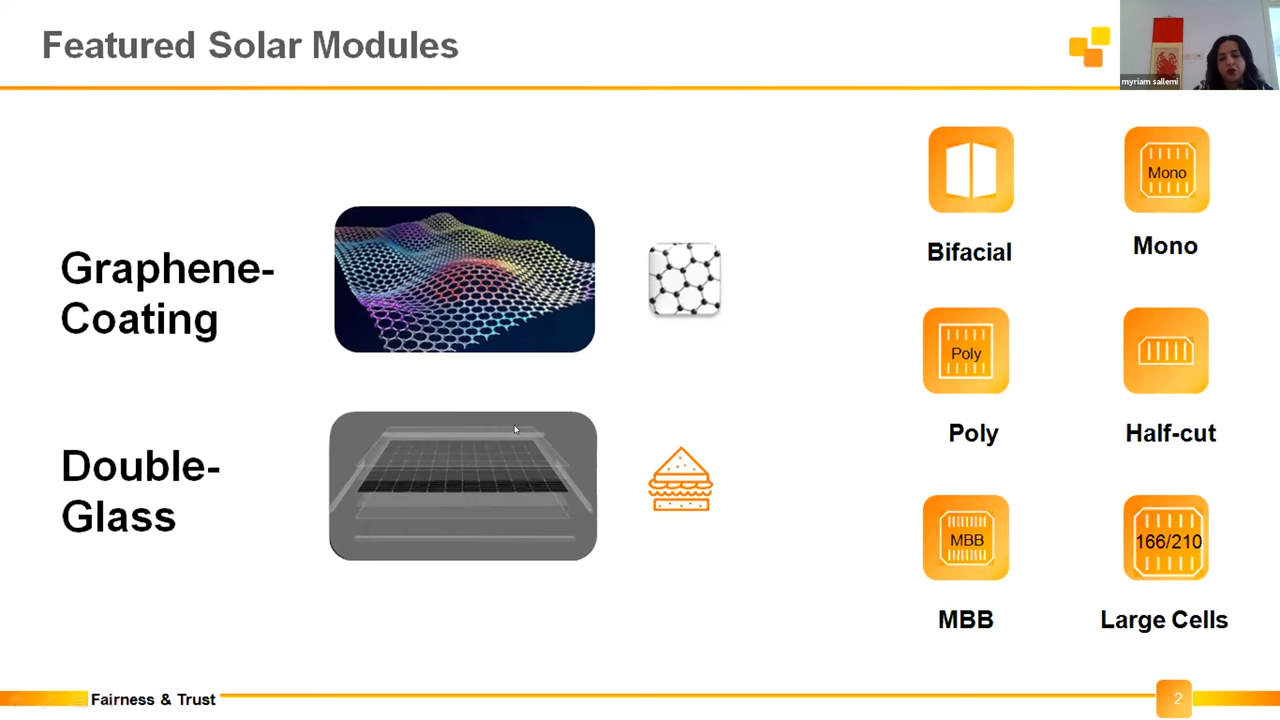 Featured Solar Modules
myriam sallemi
Graphene-
Coating
Double-
Glass
Bifacial
Mono
Mono
Poly
Poly
Half-cut
MBB
MBB
166/210
Large Cells
Fairness & Trust
2